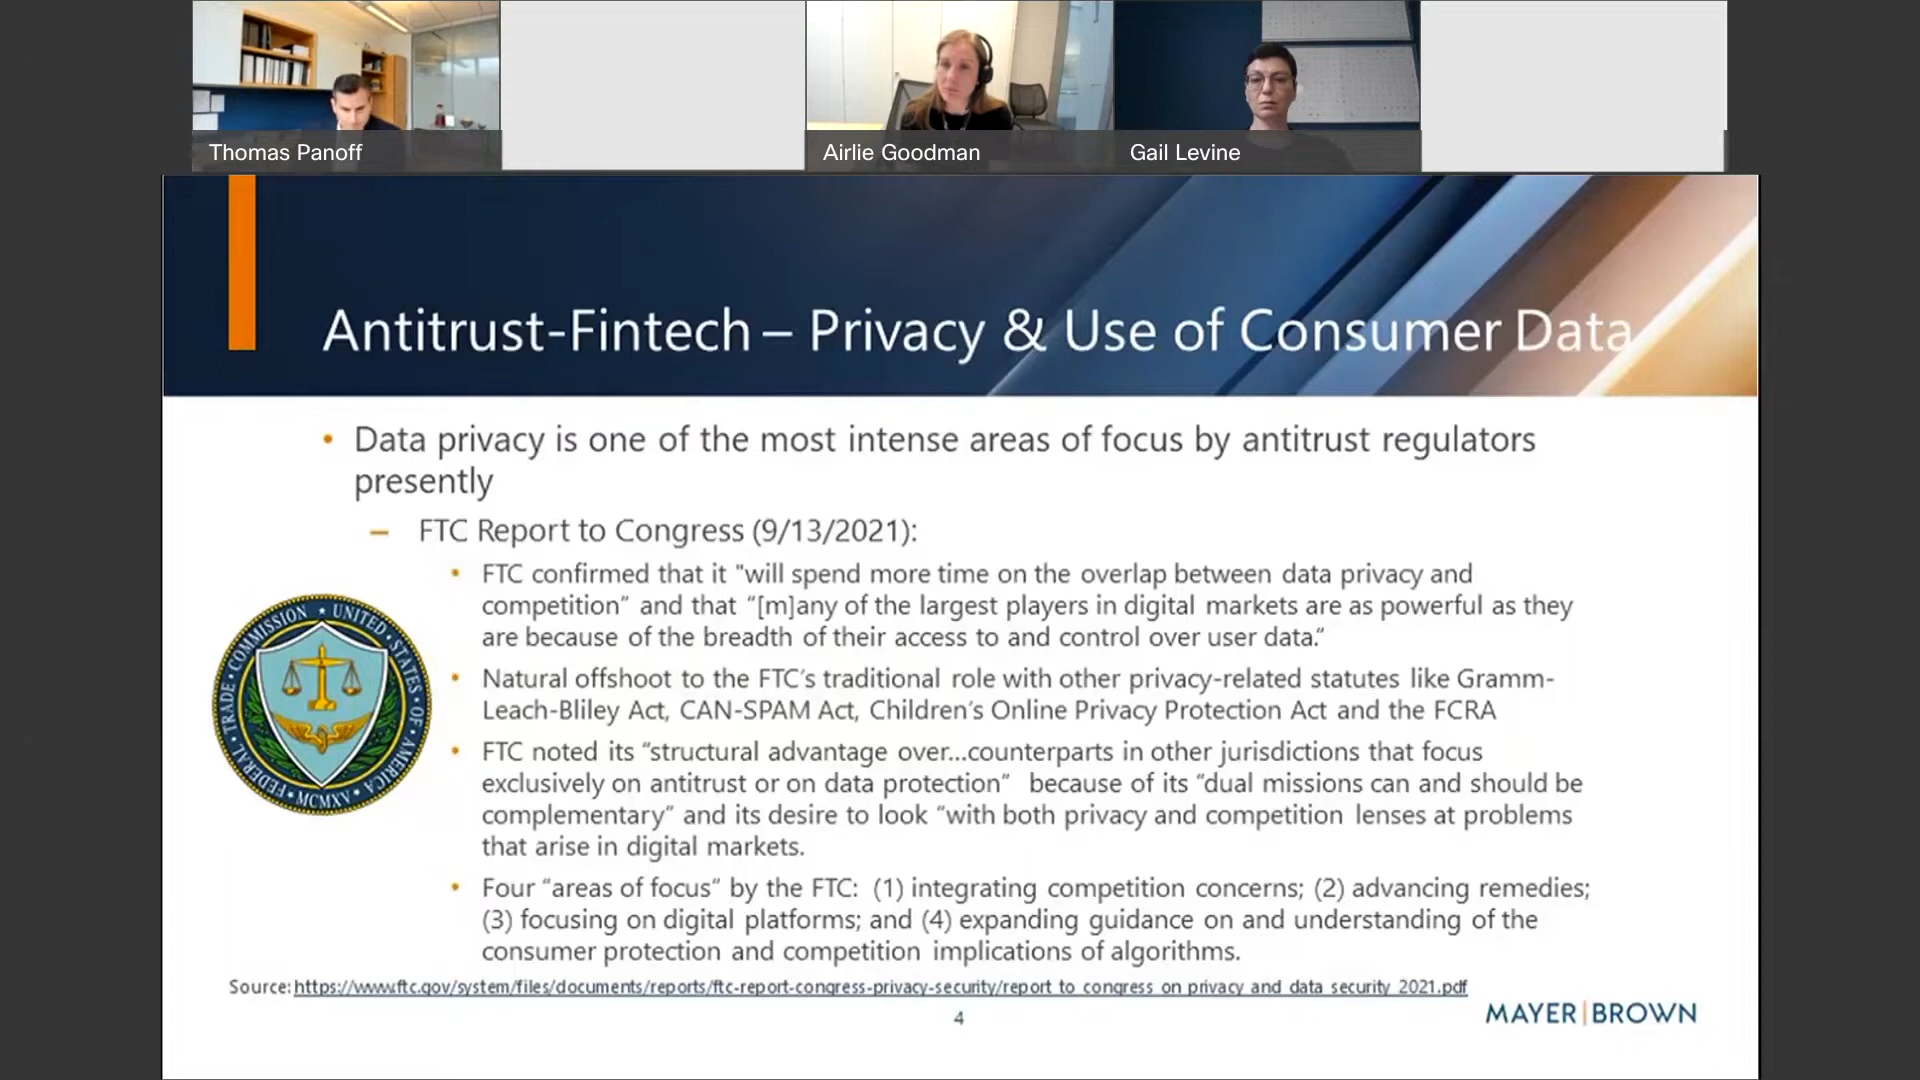 Thomas Panoff
Airlie Goodman
Gail Levine
Antitrust-Fintech – Privacy & Use of Consumer Data
• Data privacy is one of the most intense areas of focus by antitrust regulators
presently
– FTC Report to Congress (9/13/2021):
• FTC confirmed that it "will spend more time on the overlap between data privacy and
competition” and that “[m]any of the largest players in digital markets are as powerful as they
are because of the breadth of their access to and control over user data.”
• Natural offshoot to the FTC’s traditional role with other privacy-related statutes like Gramm-
Leach-Bliley Act, CAN-SPAM Act, Children’s Online Privacy Protection Act and the FCRA
• FTC noted its “structural advantage over…counterparts in other jurisdictions that focus
exclusively on antitrust or on data protection” because of its “dual missions can and should be
complementary” and its desire to look “with both privacy and competition lenses at problems
that arise in digital markets.
• Four “areas of focus” by the FTC: (1) integrating competition concerns; (2) advancing remedies;
(3) focusing on digital platforms; and (4) expanding guidance on and understanding of the
consumer protection and competition implications of algorithms.
FEDERAL • TRADE • COMMISSION • UNITED • STATES • OF • AMERICA
MCMXV
Source: https://www.ftc.gov/system/files/documents/reports/ftc-report-congress-privacy-security/report_to_congress_on_privacy_and_data_security_2021.pdf
4
MAYER|BROWN